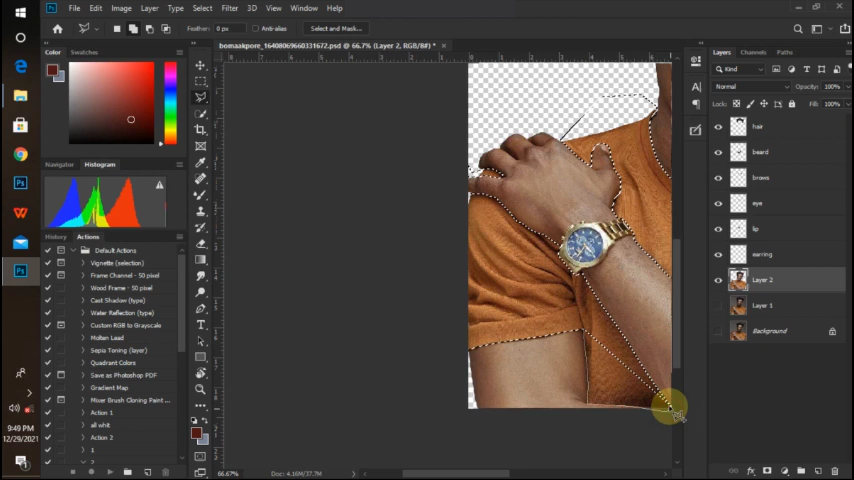 Ps File Edit Image Layer Type Select Filter 3D View Window Help
Feather: 0 px Anti-alias Select and Mask...
bomaakpore_16408069660331672.psd @ 66.7% (Layer 2, RGB/8#) *
Color Swatches
Navigator Histogram
History Actions
Default Actions
Vignette (selection)
Frame Channel - 50 pixel
Wood Frame - 50 pixel
Cast Shadow (type)
Water Reflection (type)
Custom RGB to Grayscale
Molten Lead
Sepia Toning (layer)
Quadrant Colors
Save as Photoshop PDF
Gradient Map
Mixer Brush Cloning Paint ...
Action 1
all whit
Action 2
1
2
66.67% Doc: 4.16M/37.7M
Layers Channels Paths
Kind
Normal Opacity: 100%
Lock: Fill: 100%
hair
beard
brows
eye
lip
earring
Layer 2
Layer 1
Background
9:49 PM
12/29/2021